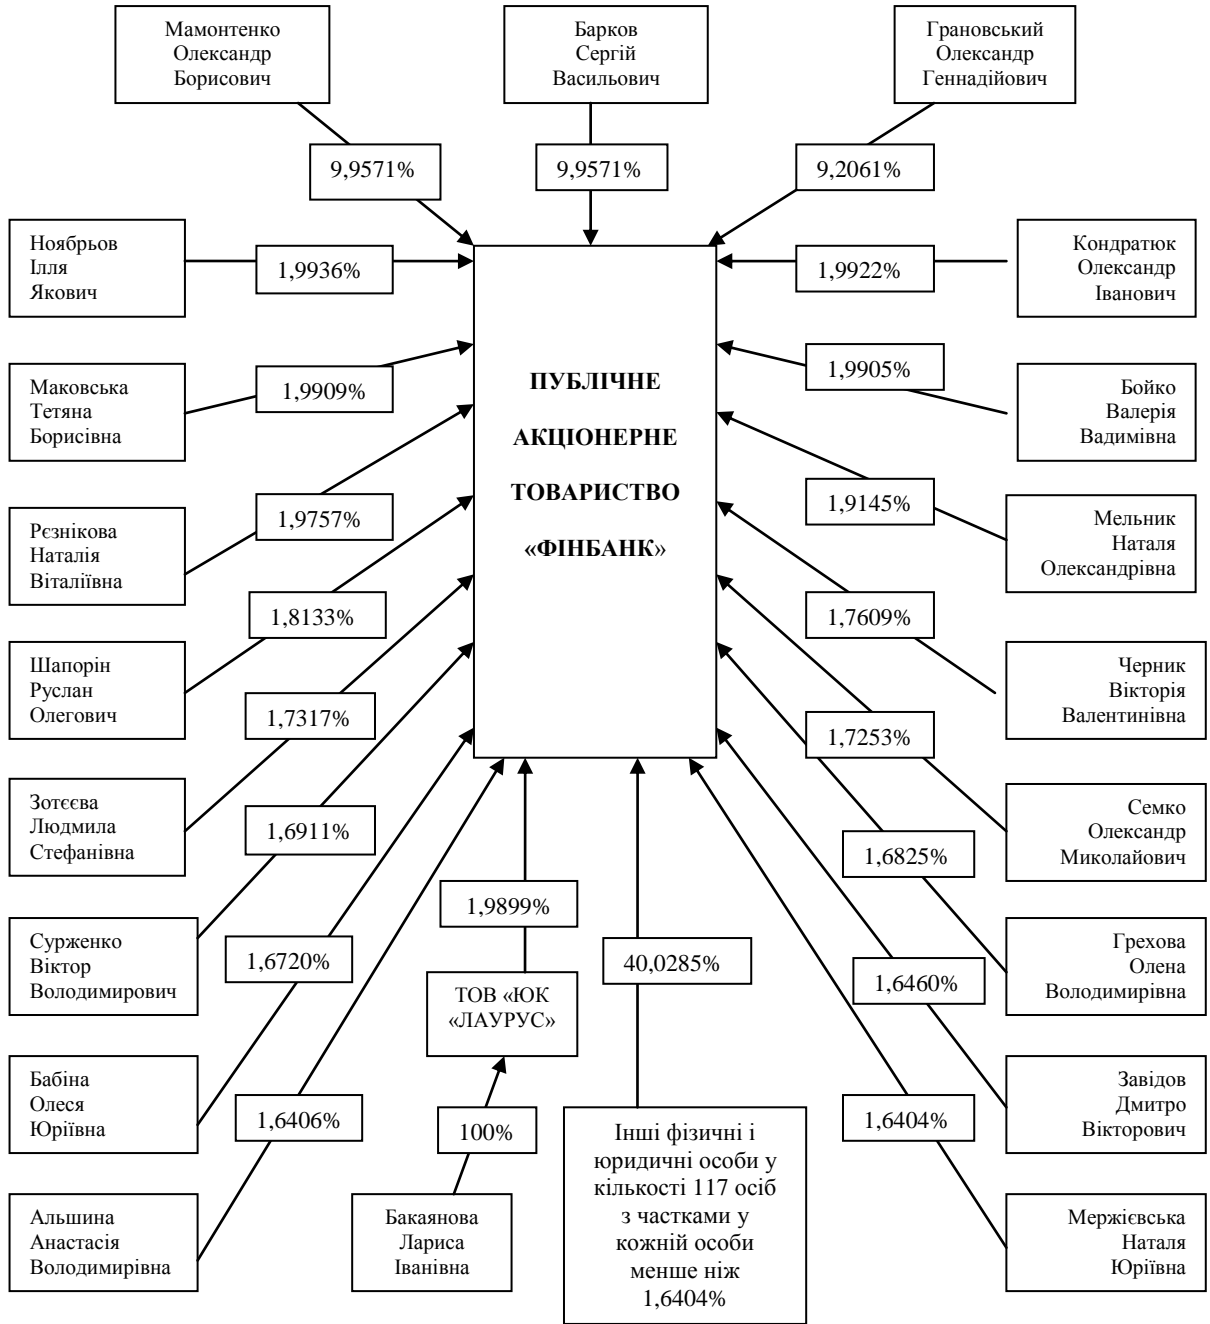 Мамонтенко
Олександр
Борисович
Барков
Сергій
Васильович
Грановський
Олександр
Геннадійович
9,9571%
9,9571%
9,2061%
Ноябрьов
Ілля
Якович
1,9936%
1,9922%
Кондратюк
Олександр
Іванович
Маковська
Тетяна
Борисівна
1,9909%
ПУБЛІЧНЕ
АКЦІОНЕРНЕ
ТОВАРИСТВО
«ФІНБАНК»
1,9905%
Бойко
Валерія
Вадимівна
Рєзнікова
Наталія
Віталіївна
1,9757%
1,9145%
Мельник
Наталя
Олександрівна
Шапорін
Руслан
Олегович
1,8133%
1,7609%
Черник
Вікторія
Валентинівна
Зотєєва
Людмила
Стефанівна
1,7317%
1,7253%
Семко
Олександр
Миколайович
Сурженко
Віктор
Володимирович
1,6911%
1,6825%
Грехова
Олена
Володимирівна
Бабіна
Олеся
Юріївна
1,6720%
1,9899%
40,0285%
1,6460%
Завідов
Дмитро
Вікторович
ТОВ «ЮК
«ЛАУРУС»
Альшина
Анастасія
Володимирівна
1,6406%
100%
Бакаянова
Лариса
Іванівна
Інші фізичні і
юридичні особи у
кількості 117 осіб
з частками у
кожній особи
менше ніж
1,6404%
1,6404%
Мержієвська
Наталя
Юріївна